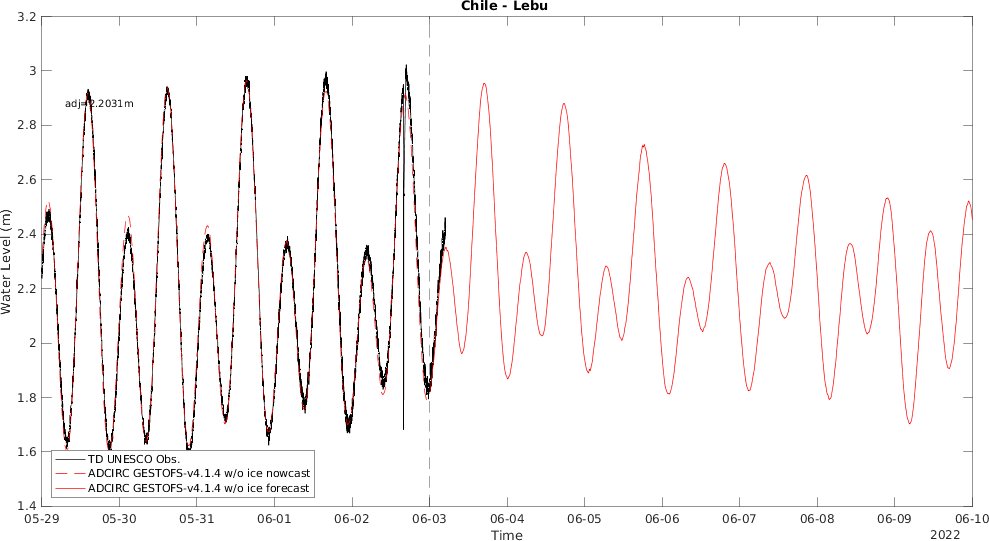 Chile - Lebu
3.2
3
2.8
2.6
2.4
2.2
2
1.8
1.6
1.4
Water Level (m)
adj=2.2031m
TD UNESCO Obs.
ADCIRC GESTOFS-v4.1.4 w/o ice nowcast
ADCIRC GESTOFS-v4.1.4 w/o ice forecast
05-29 05-30 05-31 06-01 06-02 06-03 06-04 06-05 06-06 06-07 06-08 06-09 06-10
Time
2022